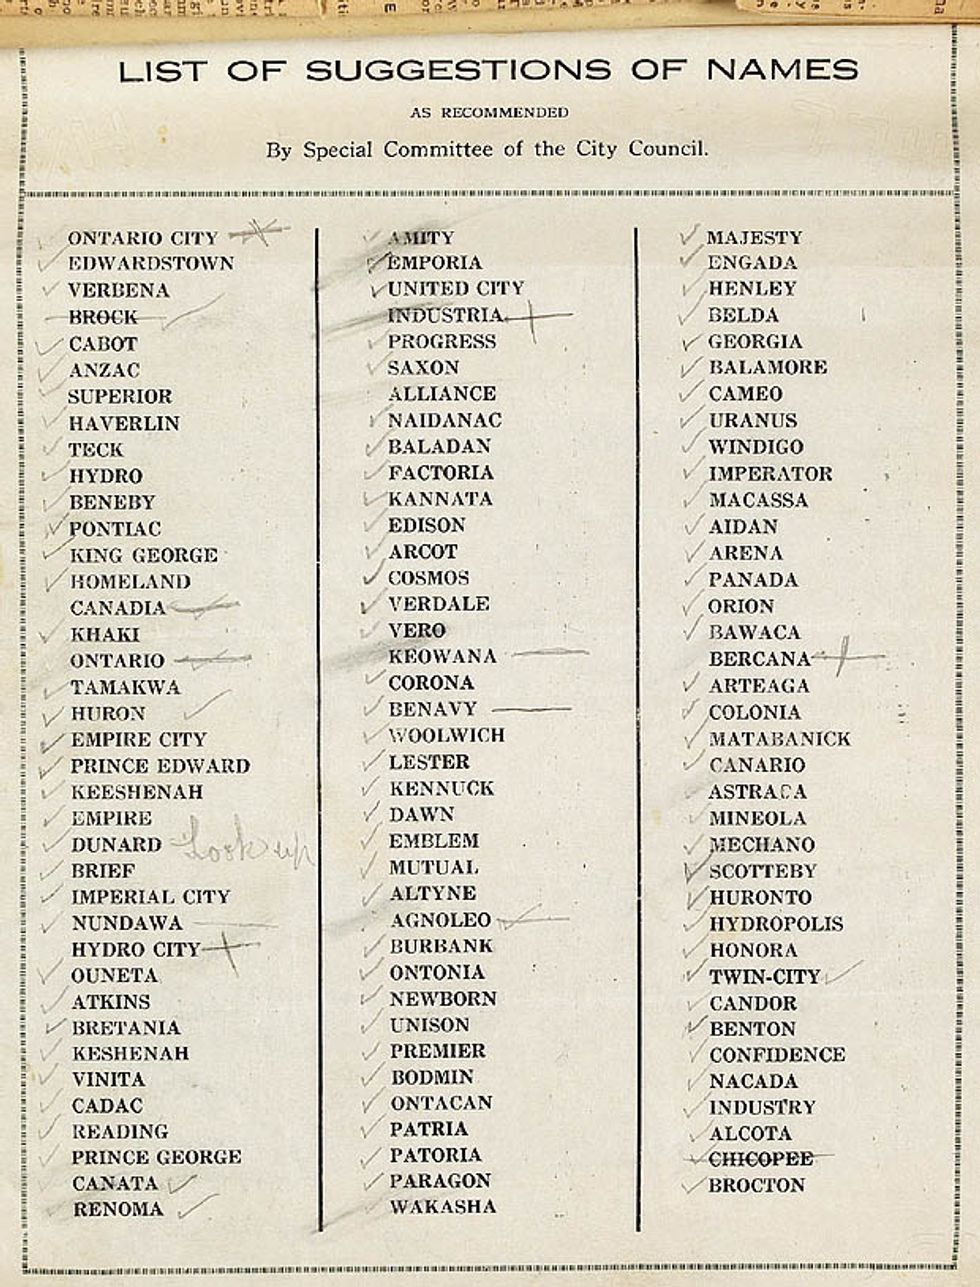 LIST OF SUGGESTIONS OF NAMES
AS RECOMMENDED
By Special Committee of the City Council.
ONTARIO CITY
EDWARDSTOWN
VERBENA
BROCK
CABOT
ANZAC
SUPERIOR
HAVERLIN
TECK
HYDRO
BENEBY
PONTIAC
KING GEORGE
HOMELAND
CANADIA
KHAKI
ONTARIO
TAMAKWA
HURON
EMPIRE CITY
PRINCE EDWARD
KEESHENAH
EMPIRE
DUNARD Look up
BRIEF
IMPERIAL CITY
NUNDAWA
HYDRO CITY
OUNETA
ATKINS
BRETANIA
KESHENAH
VINITA
CADAC
READING
PRINCE GEORGE
CANATA
RENOMA
AMITY
EMPORIA
UNITED CITY
INDUSTRIA
PROGRESS
SAXON
ALLIANCE
NAIDANAC
BALADAN
FACTORIA
KANNATA
EDISON
ARCOT
COSMOS
VERDALE
VERO
KEOWANA
CORONA
BENAVY
WOOLWICH
LESTER
KENNUCK
DAWN
EMBLEM
MUTUAL
ALTYNE
AGNOLEO
BURBANK
ONTONIA
NEWBORN
UNISON
PREMIER
BODMIN
ONTACAN
PATRIA
PATORIA
PARAGON
WAKASHA
MAJESTY
ENGADA
HENLEY
BELDA
GEORGIA
BALAMORE
CAMEO
URANUS
WINDIGO
IMPERATOR
MACASSA
AIDAN
ARENA
PANADA
ORION
BAWACA
BERCANA
ARTEAGA
COLONIA
MATABANICK
CANARIO
MINEOLA
MECHANO
SCOTTEBY
HURONTO
HYDROPOLIS
HONORA
TWIN-CITY
CANDOR
BENTON
CONFIDENCE
NACADA
INDUSTRY
ALCOTA
CHICOPEE
BROCTON